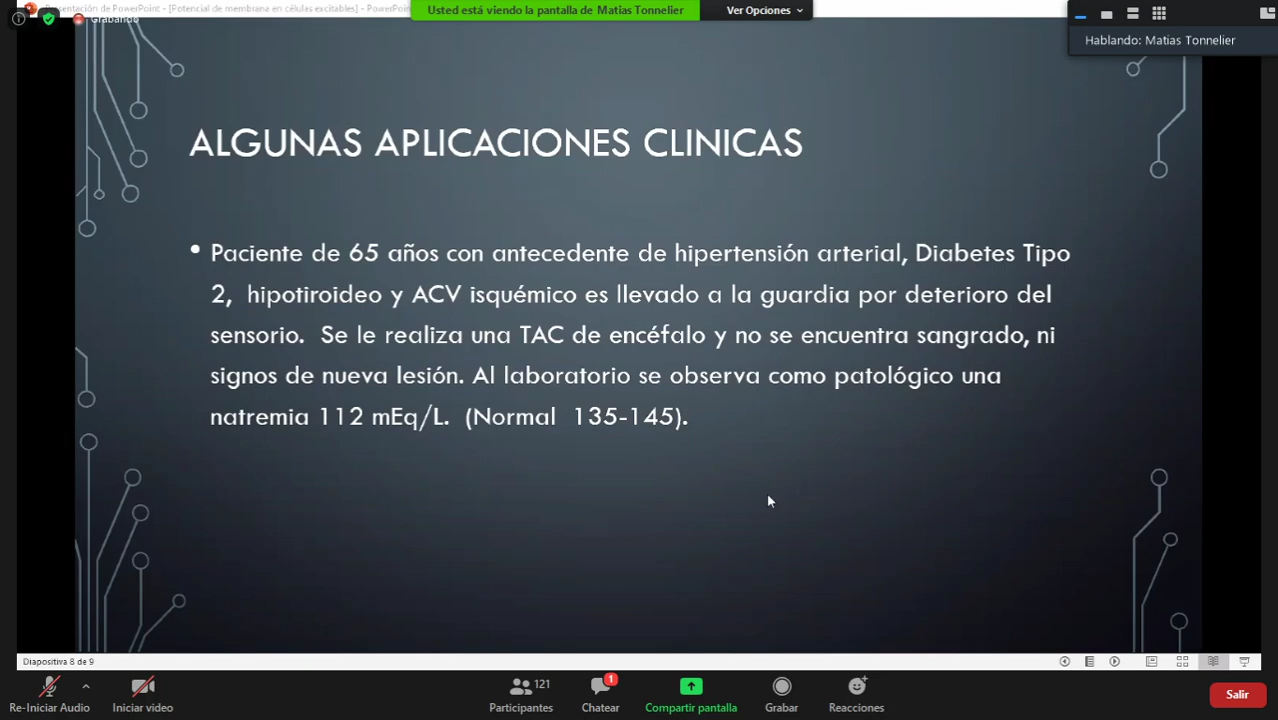 Presentación de PowerPoint - [Potencial de membrana en células excitables] - PowerPoint
Usted está viendo la pantalla de Matias Tonnelier
Ver Opciones
Grabando
Hablando: Matias Tonnelier
ALGUNAS APLICACIONES CLINICAS
• Paciente de 65 años con antecedente de hipertensión arterial, Diabetes Tipo
2, hipotiroideo y ACV isquémico es llevado a la guardia por deterioro del
sensorio. Se le realiza una TAC de encéfalo y no se encuentra sangrado, ni
signos de nueva lesión. Al laboratorio se observa como patológico una
natremia 112 mEq/L. (Normal 135-145).
Diapositiva 8 de 9
121
1
Re-Iniciar Audio
Iniciar video
Participantes
Chatear
Compartir pantalla
Grabar
Reacciones
Salir